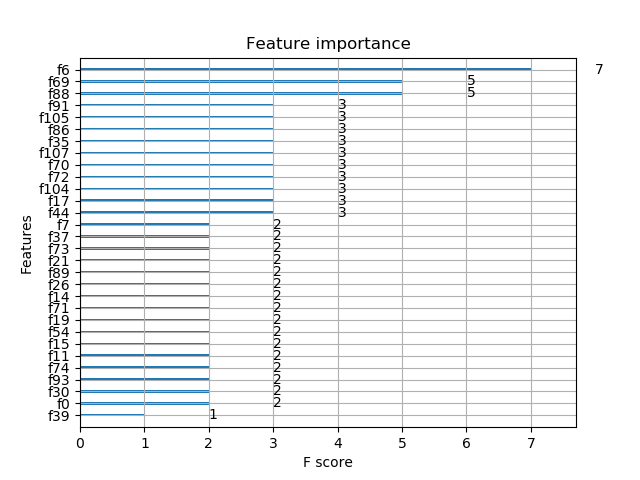 Feature importance
f6 7
f69 5
f88 5
f91 3
f105 3
f86 3
f35 3
f107 3
f70 3
f72 3
f104 3
f17 3
f44 3
f7 2
f37 2
f73 2
f21 2
f89 2
f26 2
f14 2
f71 2
f19 2
f54 2
f15 2
f11 2
f74 2
f93 2
f30 2
f0 2
f39 1
Features
0 1 2 3 4 5 6 7
F score